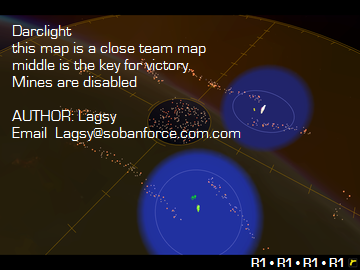 Darclight
this map is a close team map
middle is the key for victory.
Mines are disabled
AUTHOR: Lagsy
Email Lagsy@sobanforce.com.com
R1 • R1 • R1 • R1 r